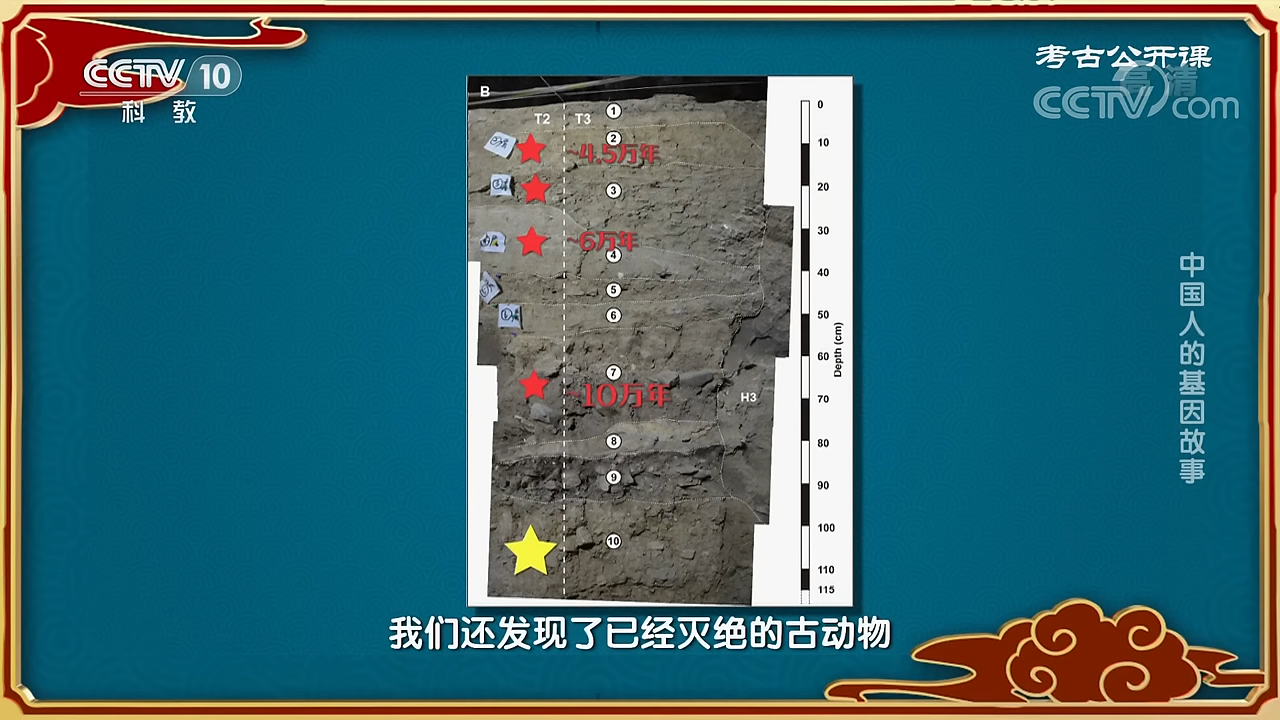 CCTV 10
科教
考古公开课
高清
CCTV.com
中国人的基因故事
B
T2 T3
1
2
~4.5万年
3
~6万年
4
5
6
7
~10万年
H3
8
9
10
0
10
20
30
40
50
60
70
80
90
100
110
115
Depth (cm)
我们还发现了已经灭绝的古动物